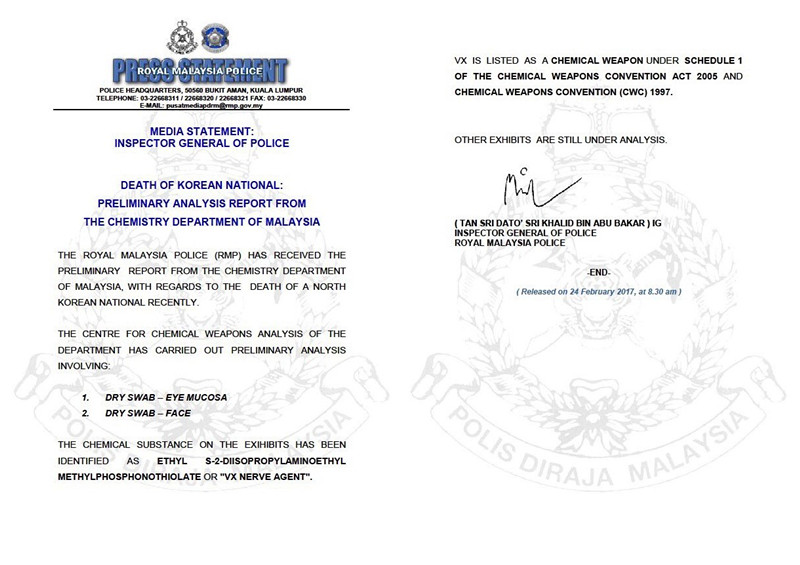 PRESS STATEMENT
ROYAL MALAYSIA POLICE
POLICE HEADQUARTERS, 50560 BUKIT AMAN, KUALA LUMPUR
TELEPHONE: 03-22668311 / 22668320 / 22668321 FAX: 03-22668330
E-MAIL: pusatmediapdrm@rmp.gov.my
MEDIA STATEMENT:
INSPECTOR GENERAL OF POLICE
DEATH OF KOREAN NATIONAL:
PRELIMINARY ANALYSIS REPORT FROM
THE CHEMISTRY DEPARTMENT OF MALAYSIA
THE ROYAL MALAYSIA POLICE (RMP) HAS RECEIVED THE
PRELIMINARY REPORT FROM THE CHEMISTRY DEPARTMENT
OF MALAYSIA, WITH REGARDS TO THE DEATH OF A NORTH
KOREAN NATIONAL RECENTLY.
THE CENTRE FOR CHEMICAL WEAPONS ANALYSIS OF THE
DEPARTMENT HAS CARRIED OUT PRELIMINARY ANALYSIS
INVOLVING:
1. DRY SWAB – EYE MUCOSA
2. DRY SWAB – FACE
THE CHEMICAL SUBSTANCE ON THE EXIHIBITS HAS BEEN
IDENTIFIED AS ETHYL S-2-DIISOPROPYLAMINOETHYL
METHYLPHOSPHONOTHIOLATE OR "VX NERVE AGENT".
POLIS DIRAJA MALAYSIA
VX IS LISTED AS A CHEMICAL WEAPON UNDER SCHEDULE 1
OF THE CHEMICAL WEAPONS CONVENTION ACT 2005 AND
CHEMICAL WEAPONS CONVENTION (CWC) 1997.
OTHER EXHIBITS ARE STILL UNDER ANALYSIS.
( TAN SRI DATO' SRI KHALID BIN ABU BAKAR ) IG
INSPECTOR GENERAL OF POLICE
ROYAL MALAYSIA POLICE
-END-
( Released on 24 February 2017, at 8.30 am )
POLIS DIRAJA MALAYSIA